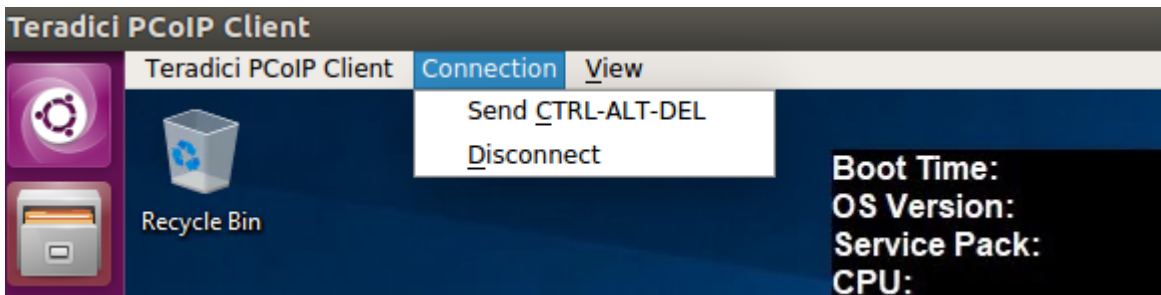 Teradici PCoIP Client
Teradici PCoIP Client Connection View
Send CTRL-ALT-DEL
Disconnect
Recycle Bin
Boot Time:
OS Version:
Service Pack:
CPU: